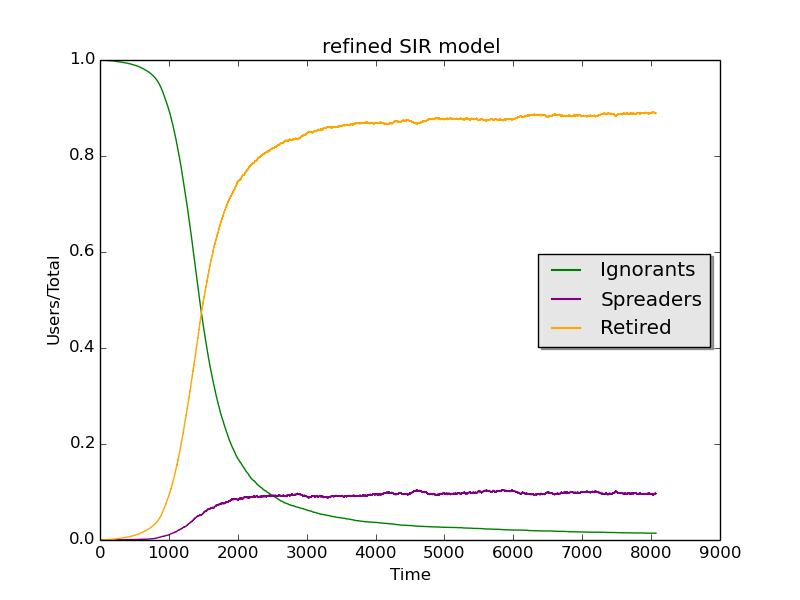 refined SIR model
1.0
0.8
0.6
0.4
0.2
0.0
Users/Total
Ignorants
Spreaders
Retired
0 1000 2000 3000 4000 5000 6000 7000 8000 9000
Time